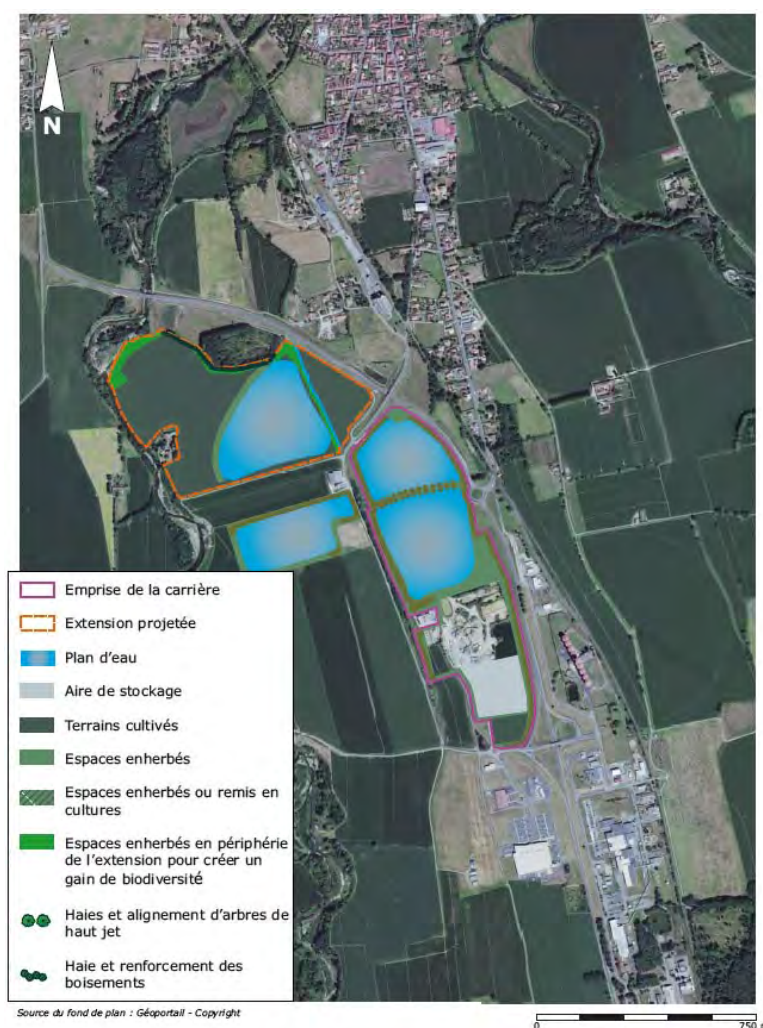 N
Emprise de la carrière
Extension projetée
Plan d'eau
Aire de stockage
Terrains cultivés
Espaces enherbés
Espaces enherbés ou remis en
cultures
Espaces enherbés en périphérie
de l'extension pour créer un
gain de biodiversité
Haies et alignement d'arbres de
haut jet
Haie et renforcement des
boisements
Source du fond de plan : Géoportail - Copyright
0 750